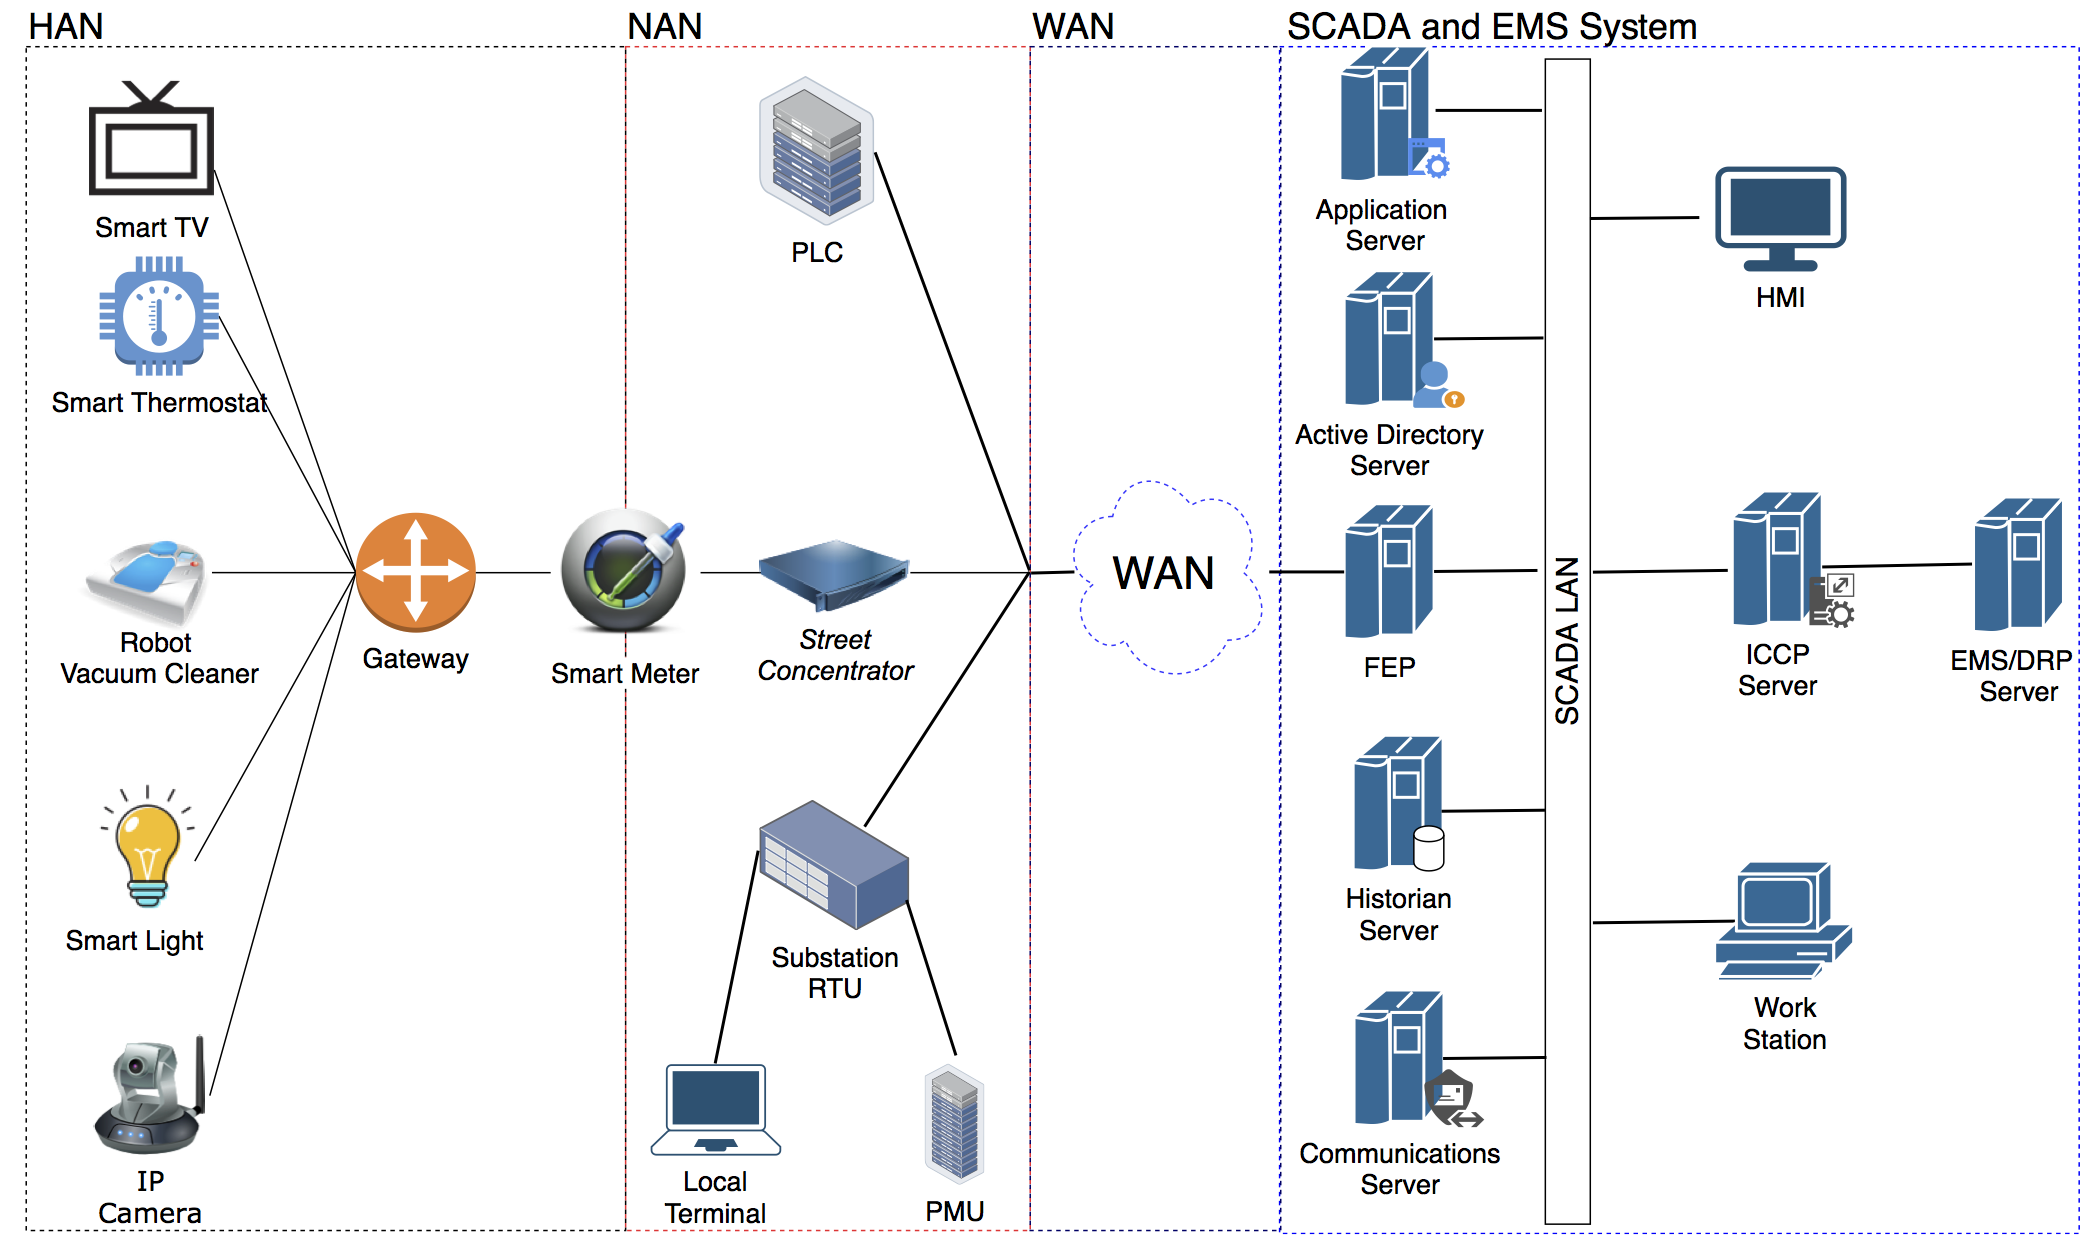 HAN
NAN
WAN
SCADA and EMS System
Smart TV
Smart Thermostat
Robot
Vacuum Cleaner
Smart Light
IP
Camera
Gateway
Smart Meter
PLC
Street
Concentrator
Substation
RTU
Local
Terminal
PMU
WAN
Application
Server
Active Directory
Server
FEP
Historian
Server
Communications
Server
SCADA LAN
HMI
ICCP
Server
EMS/DRP
Server
Work
Station